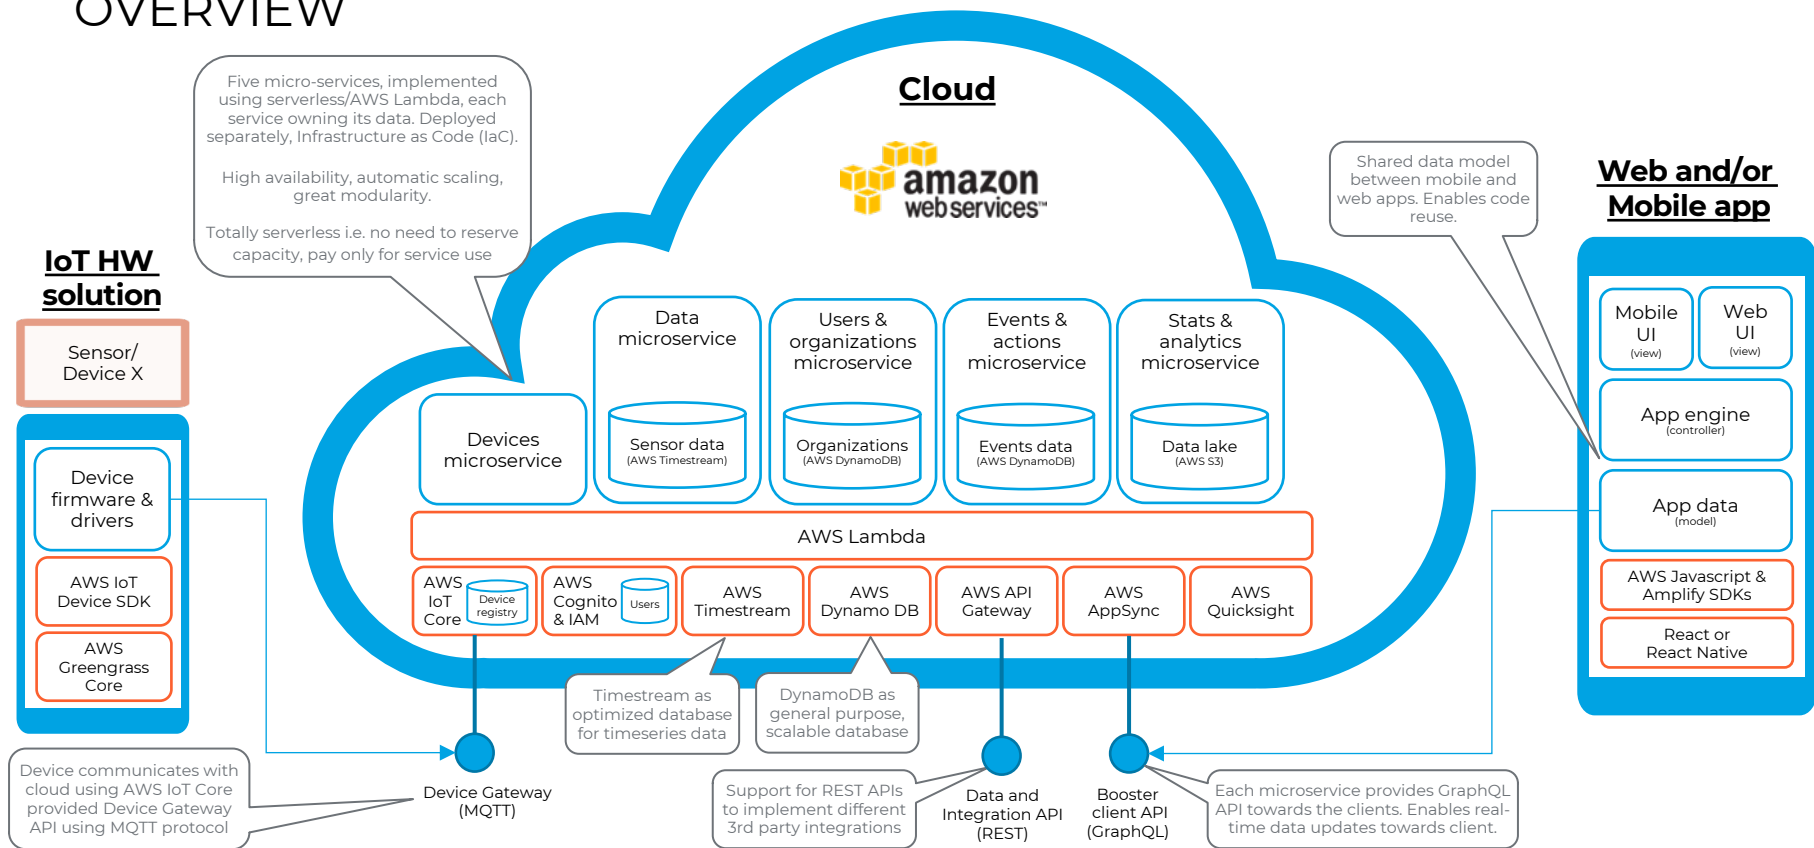 OVERVIEW
Five micro-services, implemented
using serverless/AWS Lambda, each
service owning its data. Deployed
separately, Infrastructure as Code (IaC).
High availability, automatic scaling,
great modularity.
Totally serverless i.e. no need to reserve
capacity, pay only for service use
Cloud
amazon
web services™
Shared data model
between mobile and
web apps. Enables code
reuse.
Web and/or
Mobile app
IoT HW
solution
Sensor/
Device X
Device
firmware &
drivers
AWS IoT
Device SDK
AWS
Greengrass
Core
Devices
microservice
Data
microservice
Sensor data
(AWS Timestream)
Users &
organizations
microservice
Organizations
(AWS DynamoDB)
Events &
actions
microservice
Events data
(AWS DynamoDB)
Stats &
analytics
microservice
Data lake
(AWS S3)
AWS Lambda
AWS
IoT
Core
Device
registry
AWS
Cognito
& IAM
Users
AWS
Timestream
AWS
Dynamo DB
AWS API
Gateway
AWS
AppSync
AWS
Quicksight
Mobile
UI
(view)
Web
UI
(view)
App engine
(controller)
App data
(model)
AWS Javascript &
Amplify SDKs
React or
React Native
Timestream as
optimized database
for timeseries data
DynamoDB as
general purpose,
scalable database
Device communicates with
cloud using AWS IoT Core
provided Device Gateway
API using MQTT protocol
Device Gateway
(MQTT)
Support for REST APIs
to implement different
3rd party integrations
Data and
Integration API
(REST)
Booster
client API
(GraphQL)
Each microservice provides GraphQL
API towards the clients. Enables real-
time data updates towards client.